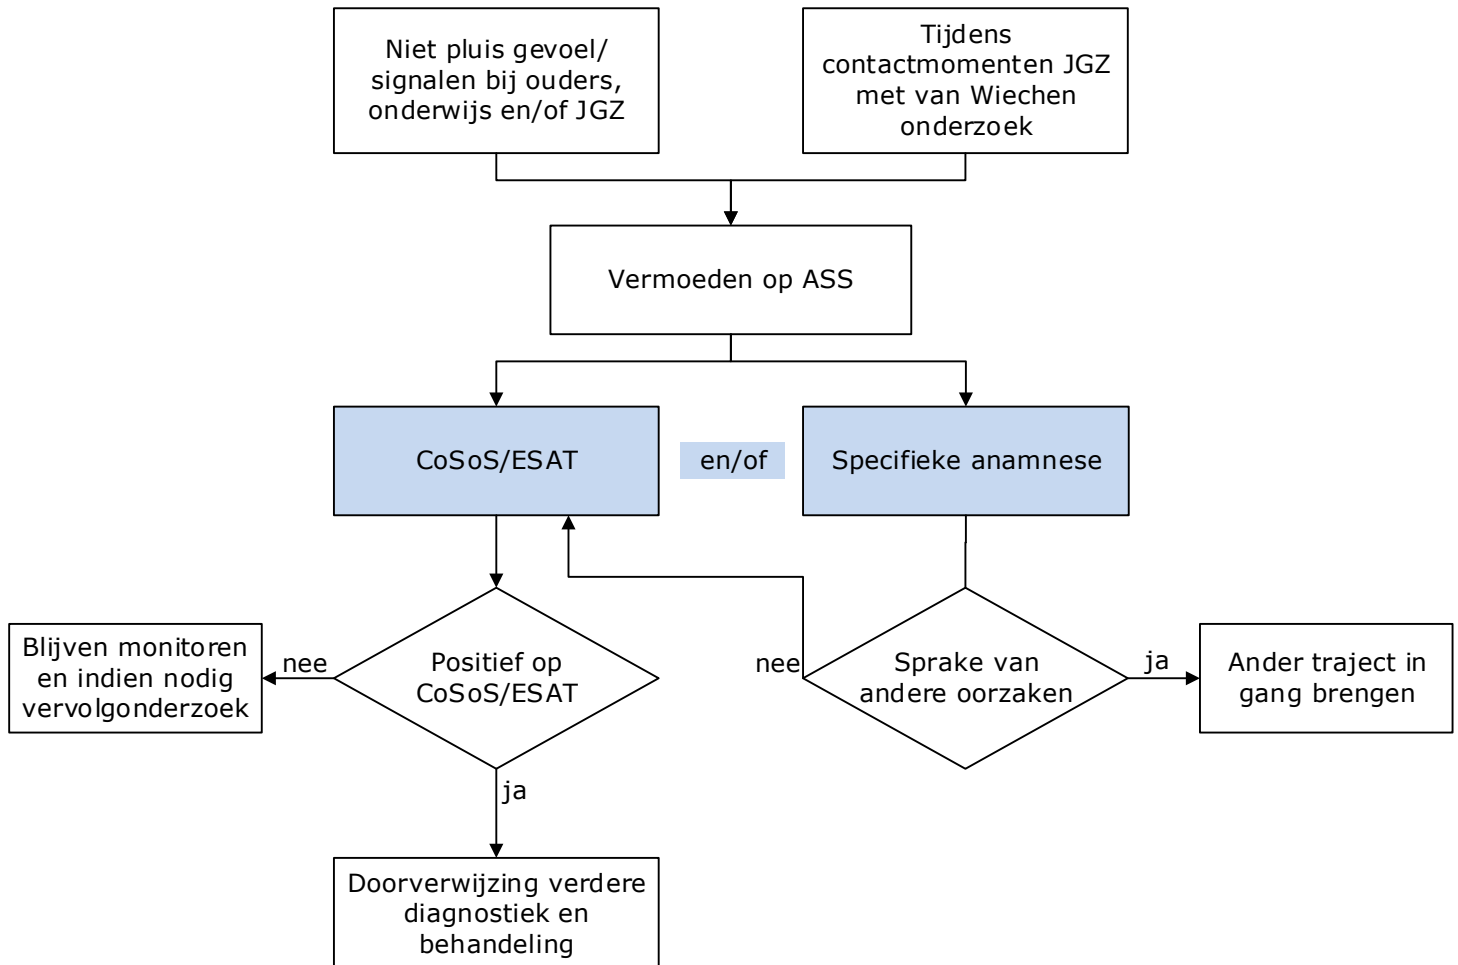 Niet pluis gevoel/
signalen bij ouders,
onderwijs en/of JGZ
Tijdens
contactmomenten JGZ
met van Wiechen
onderzoek
Vermoeden op ASS
CoSoS/ESAT
en/of
Specifieke anamnese
Blijven monitoren
en indien nodig
vervolgonderzoek
nee
Positief op
CoSoS/ESAT
nee
Sprake van
andere oorzaken
ja
Ander traject in
gang brengen
ja
Doorverwijzing verdere
diagnostiek en
behandeling